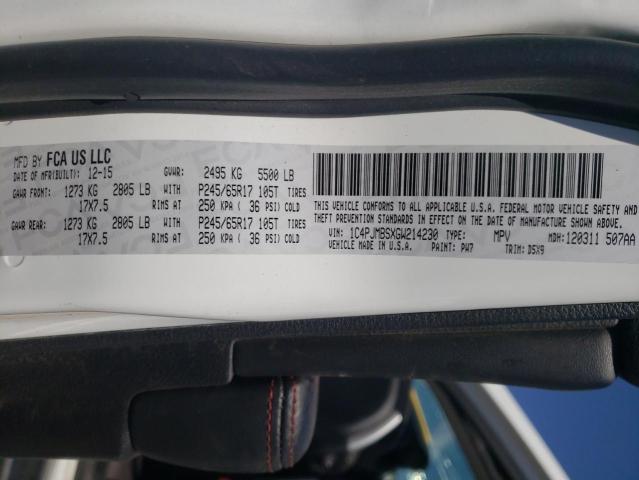 MFD BY FCA US LLC
DATE OF MFR(BUILT): 12-15 GVWR: 2495 KG 5500 LB
GAWR FRONT: 1273 KG 2805 LB WITH P245/65R17 105T TIRES
17X7.5 RIMS AT 250 KPA ( 36 PSI) COLD
GAWR REAR: 1273 KG 2805 LB WITH P245/65R17 105T TIRES
17X7.5 RIMS AT 250 KPA ( 36 PSI) COLD
THIS VEHICLE CONFORMS TO ALL APPLICABLE U.S.A. FEDERAL MOTOR VEHICLE SAFETY AND
THEFT PREVENTION STANDARDS IN EFFECT ON THE DATE OF MANUFACTURE SHOWN ABOVE.
VIN: 1C4PJMBSXGW214230 TYPE: MPV MDH: 120311 507AA
VEHICLE MADE IN U.S.A. PAINT: PW7 TRIM: D5X9